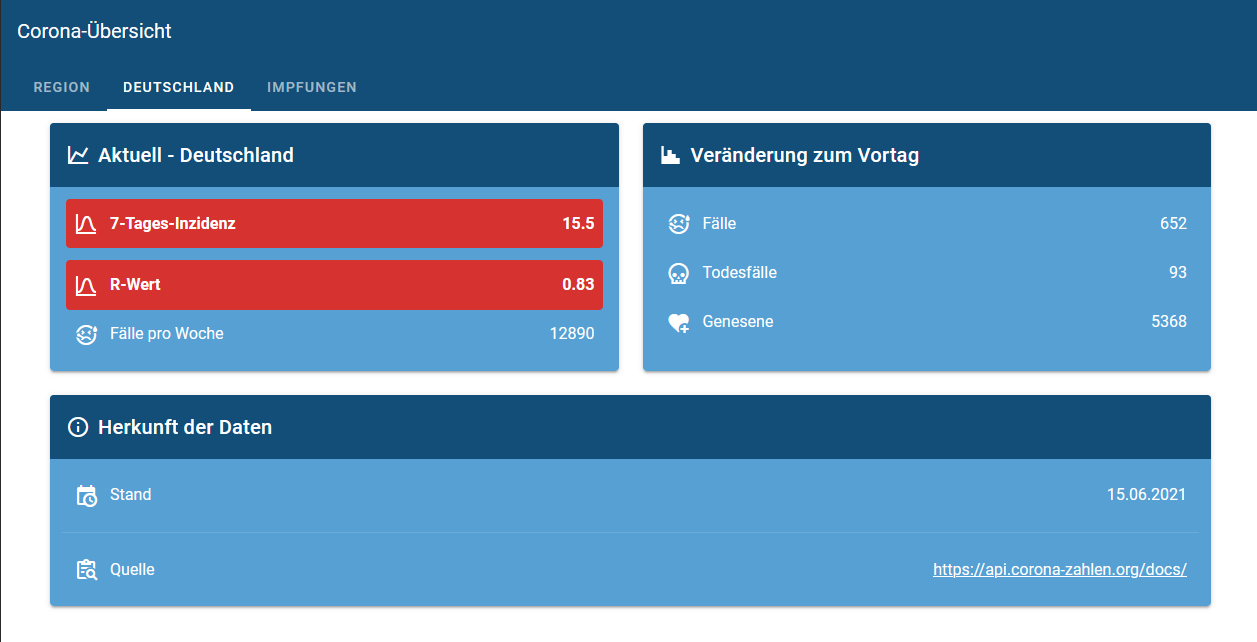 Corona-Übersicht
REGION DEUTSCHLAND IMPFUNGEN
Aktuell - Deutschland
7-Tages-Inzidenz 15.5
R-Wert 0.83
Fälle pro Woche 12890
Veränderung zum Vortag
Fälle 652
Todesfälle 93
Genesene 5368
Herkunft der Daten
Stand 15.06.2021
Quelle https://api.corona-zahlen.org/docs/